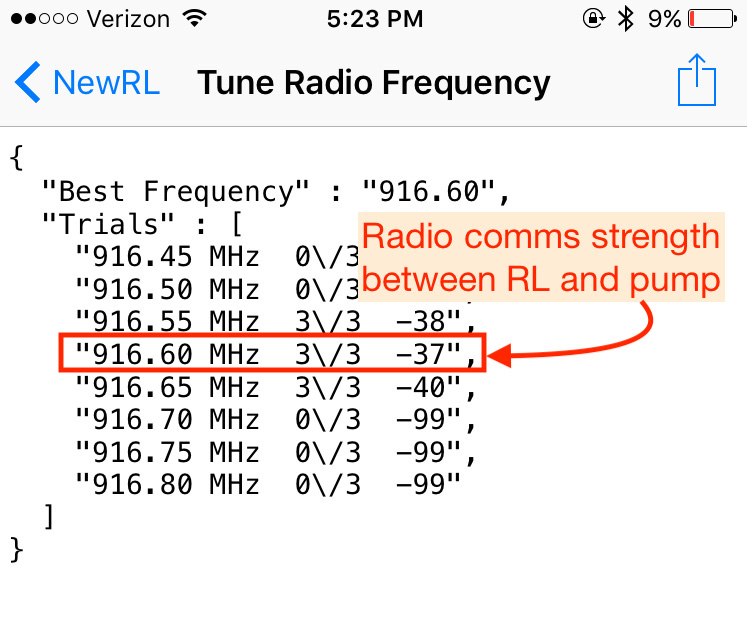 Verizon 5:23 PM 9%
NewRL Tune Radio Frequency
{
"Best Frequency" : "916.60",
"Trials" : [
"916.45 MHz 0\/3
"916.50 MHz 0\/3
Radio comms strength
between RL and pump
"916.55 MHz 3\/3 -38",
"916.60 MHz 3\/3 -37",
"916.65 MHz 3\/3 -40",
"916.70 MHz 0\/3 -99",
"916.75 MHz 0\/3 -99",
"916.80 MHz 0\/3 -99"
]
}